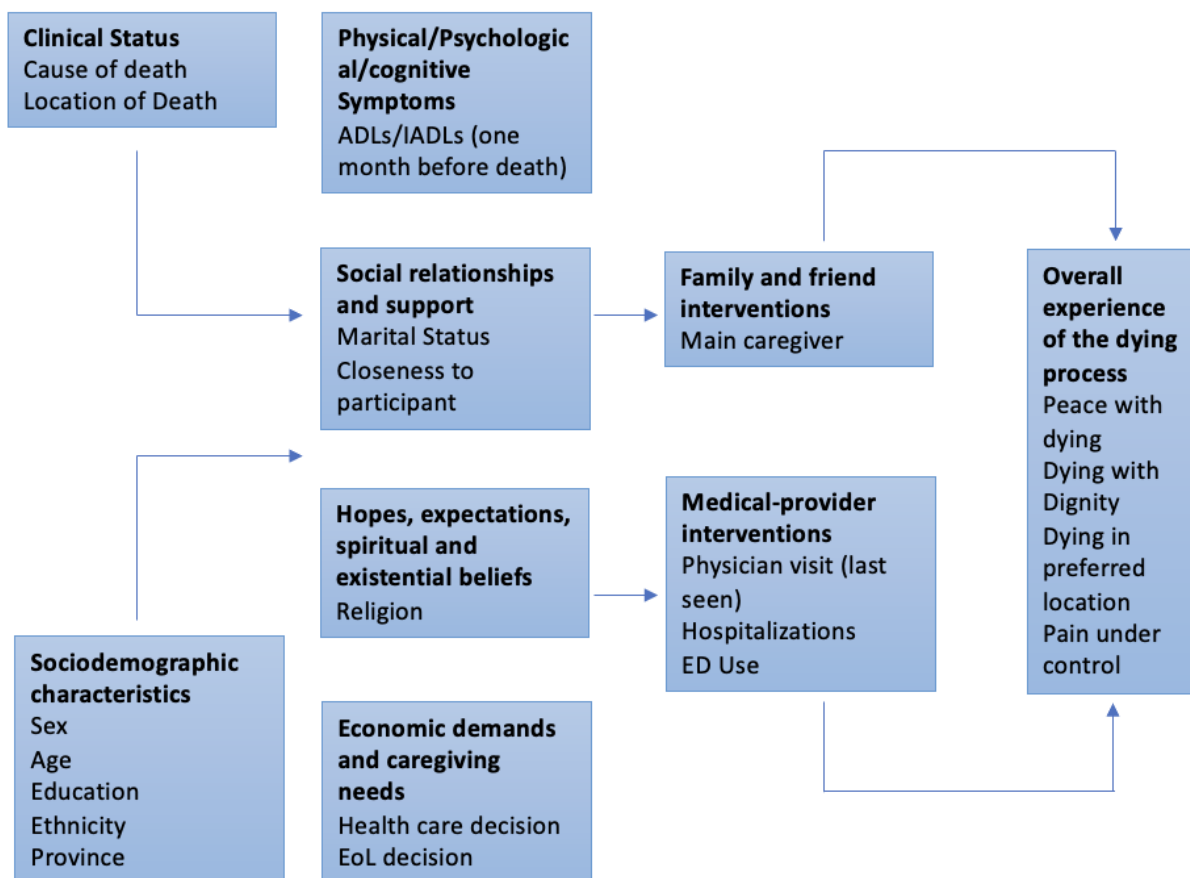 Clinical Status
Cause of death
Location of Death
Physical/Psychologic
al/cognitive
Symptoms
ADLs/IADLs (one
month before death)
Social relationships
and support
Marital Status
Closeness to
participant
Family and friend
interventions
Main caregiver
Overall
experience
of the dying
process
Peace with
dying
Dying with
Dignity
Dying in
preferred
location
Pain under
control
Hopes, expectations,
spiritual and
existential beliefs
Religion
Medical-provider
interventions
Physician visit (last
seen)
Hospitalizations
ED Use
Sociodemographic
characteristics
Sex
Age
Education
Ethnicity
Province
Economic demands
and caregiving
needs
Health care decision
EoL decision